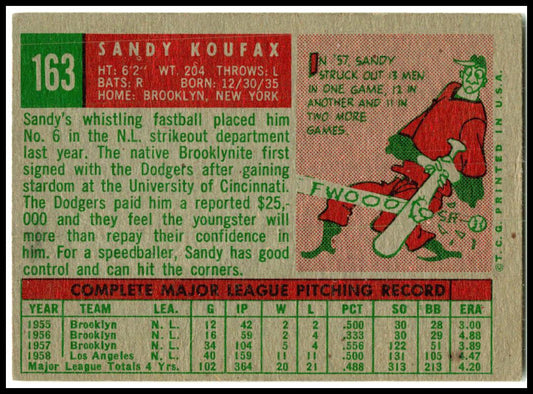 163
SANDY KOUFAX
HT: 6'2" WT. 204 THROWS: L
BATS: R BORN: 12/30/35
HOME: BROOKLYN, NEW YORK
Sandy's whistling fastball placed him
No. 6 in the N.L. strikeout department
last year. The native Brooklynite first
signed with the Dodgers after gaining
stardom at the University of Cincinnati.
The Dodgers paid him a reported $25,-
000 and they feel the youngster will
more than repay their confidence in
him. For a speedballer, Sandy has good
control and can hit the corners.
IN '57, SANDY
STRUCK OUT 13 MEN
IN ONE GAME, 12 IN
ANOTHER AND 11 IN
TWO MORE
GAMES.
FWOOO
SFT
© T.C.G. PRINTED IN U.S.A.
COMPLETE MAJOR LEAGUE PITCHING RECORD
YEAR TEAM LEA. G IP W L PCT SO BB ERA
1955 Brooklyn N. L. 12 42 2 2 .500 30 28 3.00
1956 Brooklyn N. L. 16 59 2 4 .333 30 29 4.88
1957 Brooklyn N. L. 34 104 5 4 .556 122 51 3.89
1958 Los Angeles N. L. 40 159 11 11 .500 131 105 4.47
Major League Totals 4 Yrs. 102 364 20 21 .488 313 213 4.20